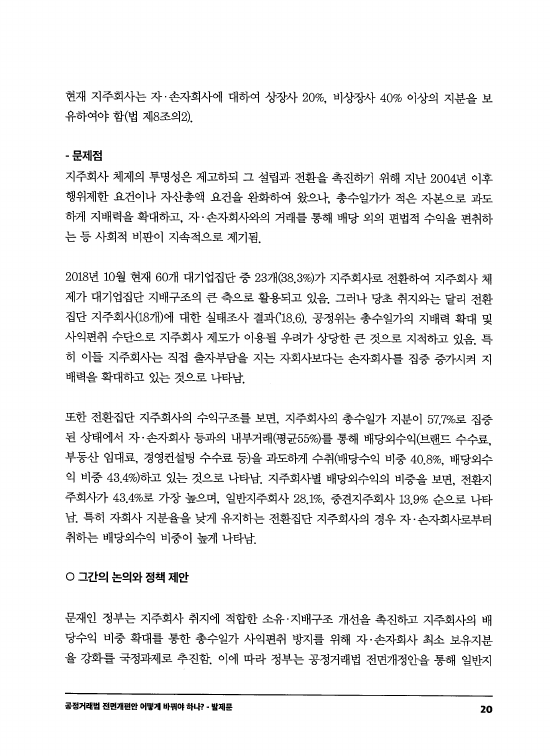 현재 지주회사는 자·손자회사에 대하여 상장사 20%, 비상장사 40% 이상의 지분을 보
유하여야 함(법 제8조의2).
- 문제점
지주회사 체제의 투명성은 제고하되 그 설립과 전환을 촉진하기 위해 지난 2004년 이후
행위제한 요건이나 자산총액 요건을 완화하여 왔으나, 총수일가가 적은 자본으로 과도
하게 지배력을 확대하고, 자·손자회사와의 거래를 통해 배당 외의 편법적 수익을 편취하
는 등 사회적 비판이 지속적으로 제기됨.
2018년 10월 현재 60개 대기업집단 중 23개(38.3%)가 지주회사로 전환하여 지주회사 체
제가 대기업집단 지배구조의 큰 축으로 활용되고 있음. 그러나 당초 취지와는 달리 전환
집단 지주회사(18개)에 대한 실태조사 결과('18.6). 공정위는 총수일가의 지배력 확대 및
사익편취 수단으로 지주회사 제도가 이용될 우려가 상당한 큰 것으로 지적하고 있음. 특
히 이들 지주회사는 직접 출자부담을 지는 자회사보다는 손자회사를 집중 증가시켜 지
배력을 확대하고 있는 것으로 나타남.
또한 전환집단 지주회사의 수익구조를 보면, 지주회사의 총수일가 지분이 57.7%로 집중
된 상태에서 자·손자회사 등과의 내부거래(평균55%)를 통해 배당외수익(브랜드 수수료,
부동산 임대료, 경영컨설팅 수수료 등)을 과도하게 수취(배당수익 비중 40.8%, 배당외수
익 비중 43.4%)하고 있는 것으로 나타남. 지주회사별 배당외수익의 비중을 보면, 전환지
주회사가 43.4%로 가장 높으며, 일반지주회사 28.1%, 중견지주회사 13.9% 순으로 나타
남. 특히 자회사 지분율을 낮게 유지하는 전환집단 지주회사의 경우 자·손자회사로부터
취하는 배당외수익 비중이 높게 나타남.
○ 그간의 논의와 정책 제안
문재인 정부는 지주회사 취지에 적합한 소유·지배구조 개선을 촉진하고 지주회사의 배
당수익 비중 확대를 통한 총수일가 사익편취 방지를 위해 자·손자회사 최소 보유지분
율 강화를 국정과제로 추진함. 이에 따라 정부는 공정거래법 전면개정안을 통해 일반지
공정거래법 전면개편안 어떻게 바꿔야 하나? - 발제문
20